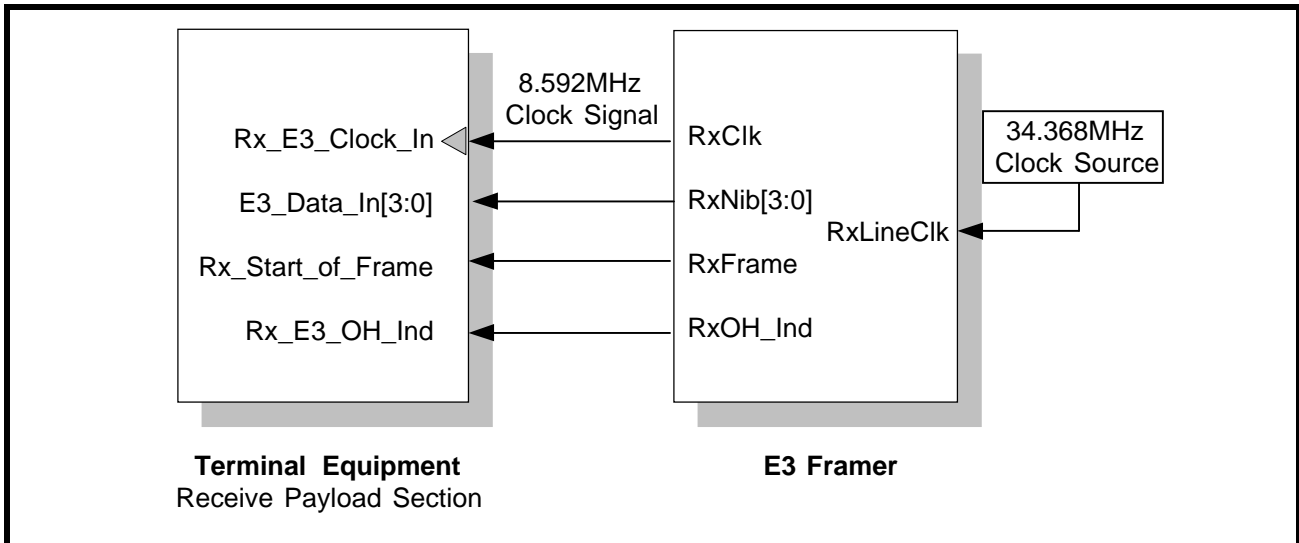 8.592MHz
Clock Signal
Rx_E3_Clock_In
E3_Data_In[3:0]
Rx_Start_of_Frame
Rx_E3_OH_Ind
RxClk
RxNib[3:0]
RxLineClk
RxFrame
RxOH_Ind
34.368MHz
Clock Source
Terminal Equipment
Receive Payload Section
E3 Framer